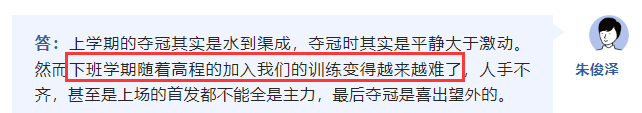 答：上学期的夺冠其实是水到渠成，夺冠时其实是平静大于激动。
然而下班学期随着高程的加入我们的训练变得越来越难了，人手不
齐，甚至是上场的首发都不能全是主力，最后夺冠是喜出望外的。
朱俊泽